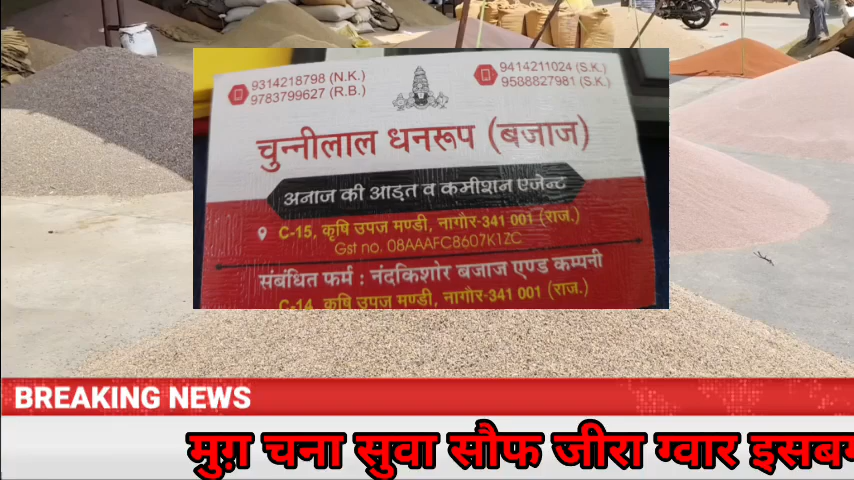 9314218798 (N.K.)
9783799627 (R.B.)
9414211024 (S.K.)
9588827981 (S.K.)
चुन्नीलाल धनरूप (बजाज)
अनाज की आड़त व कमीशन एजेन्ट
C-15, कृषि उपज मण्डी, नागौर-341 001 (राज.)
Gst no. 08AAAFC8607K1ZC
संबंधित फर्म : नंदकिशोर बजाज एण्ड कम्पनी
C-14, कृषि उपज मण्डी, नागौर-341 001 (राज.)
BREAKING NEWS
मुग़ चना सुवा सौफ जीरा ग्वार इसबग